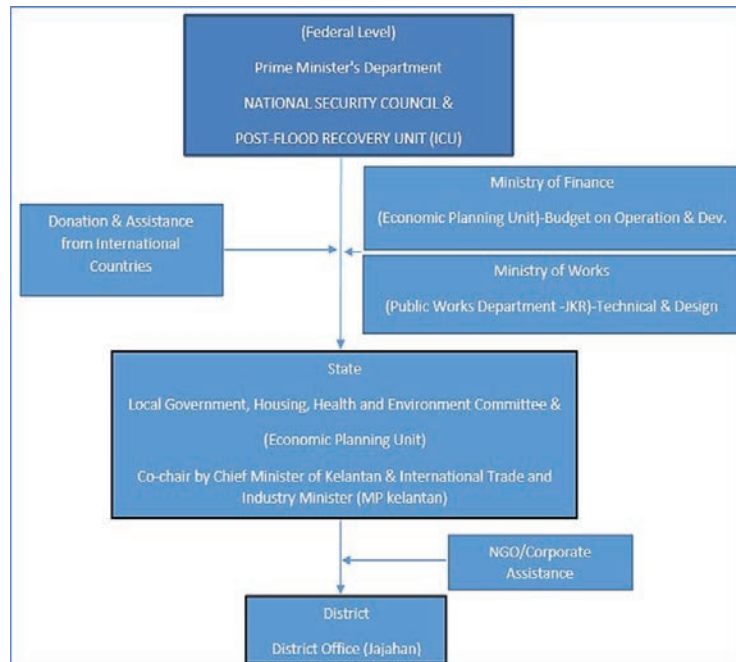 (Federal Level)
Prime Minister's Department
NATIONAL SECURITY COUNCIL &
POST-FLOOD RECOVERY UNIT (ICU)
Donation & Assistance
from International
Countries
Ministry of Finance
(Economic Planning Unit)-Budget on Operation & Dev.
Ministry of Works
(Public Works Department -JKR)-Technical & Design
State
Local Government, Housing, Health and Environment Committee &
(Economic Planning Unit)
Co-chair by Chief Minister of Kelantan & International Trade and
Industry Minister (MP kelantan)
NGO/Corporate
Assistance
District
District Office (Jajahan)